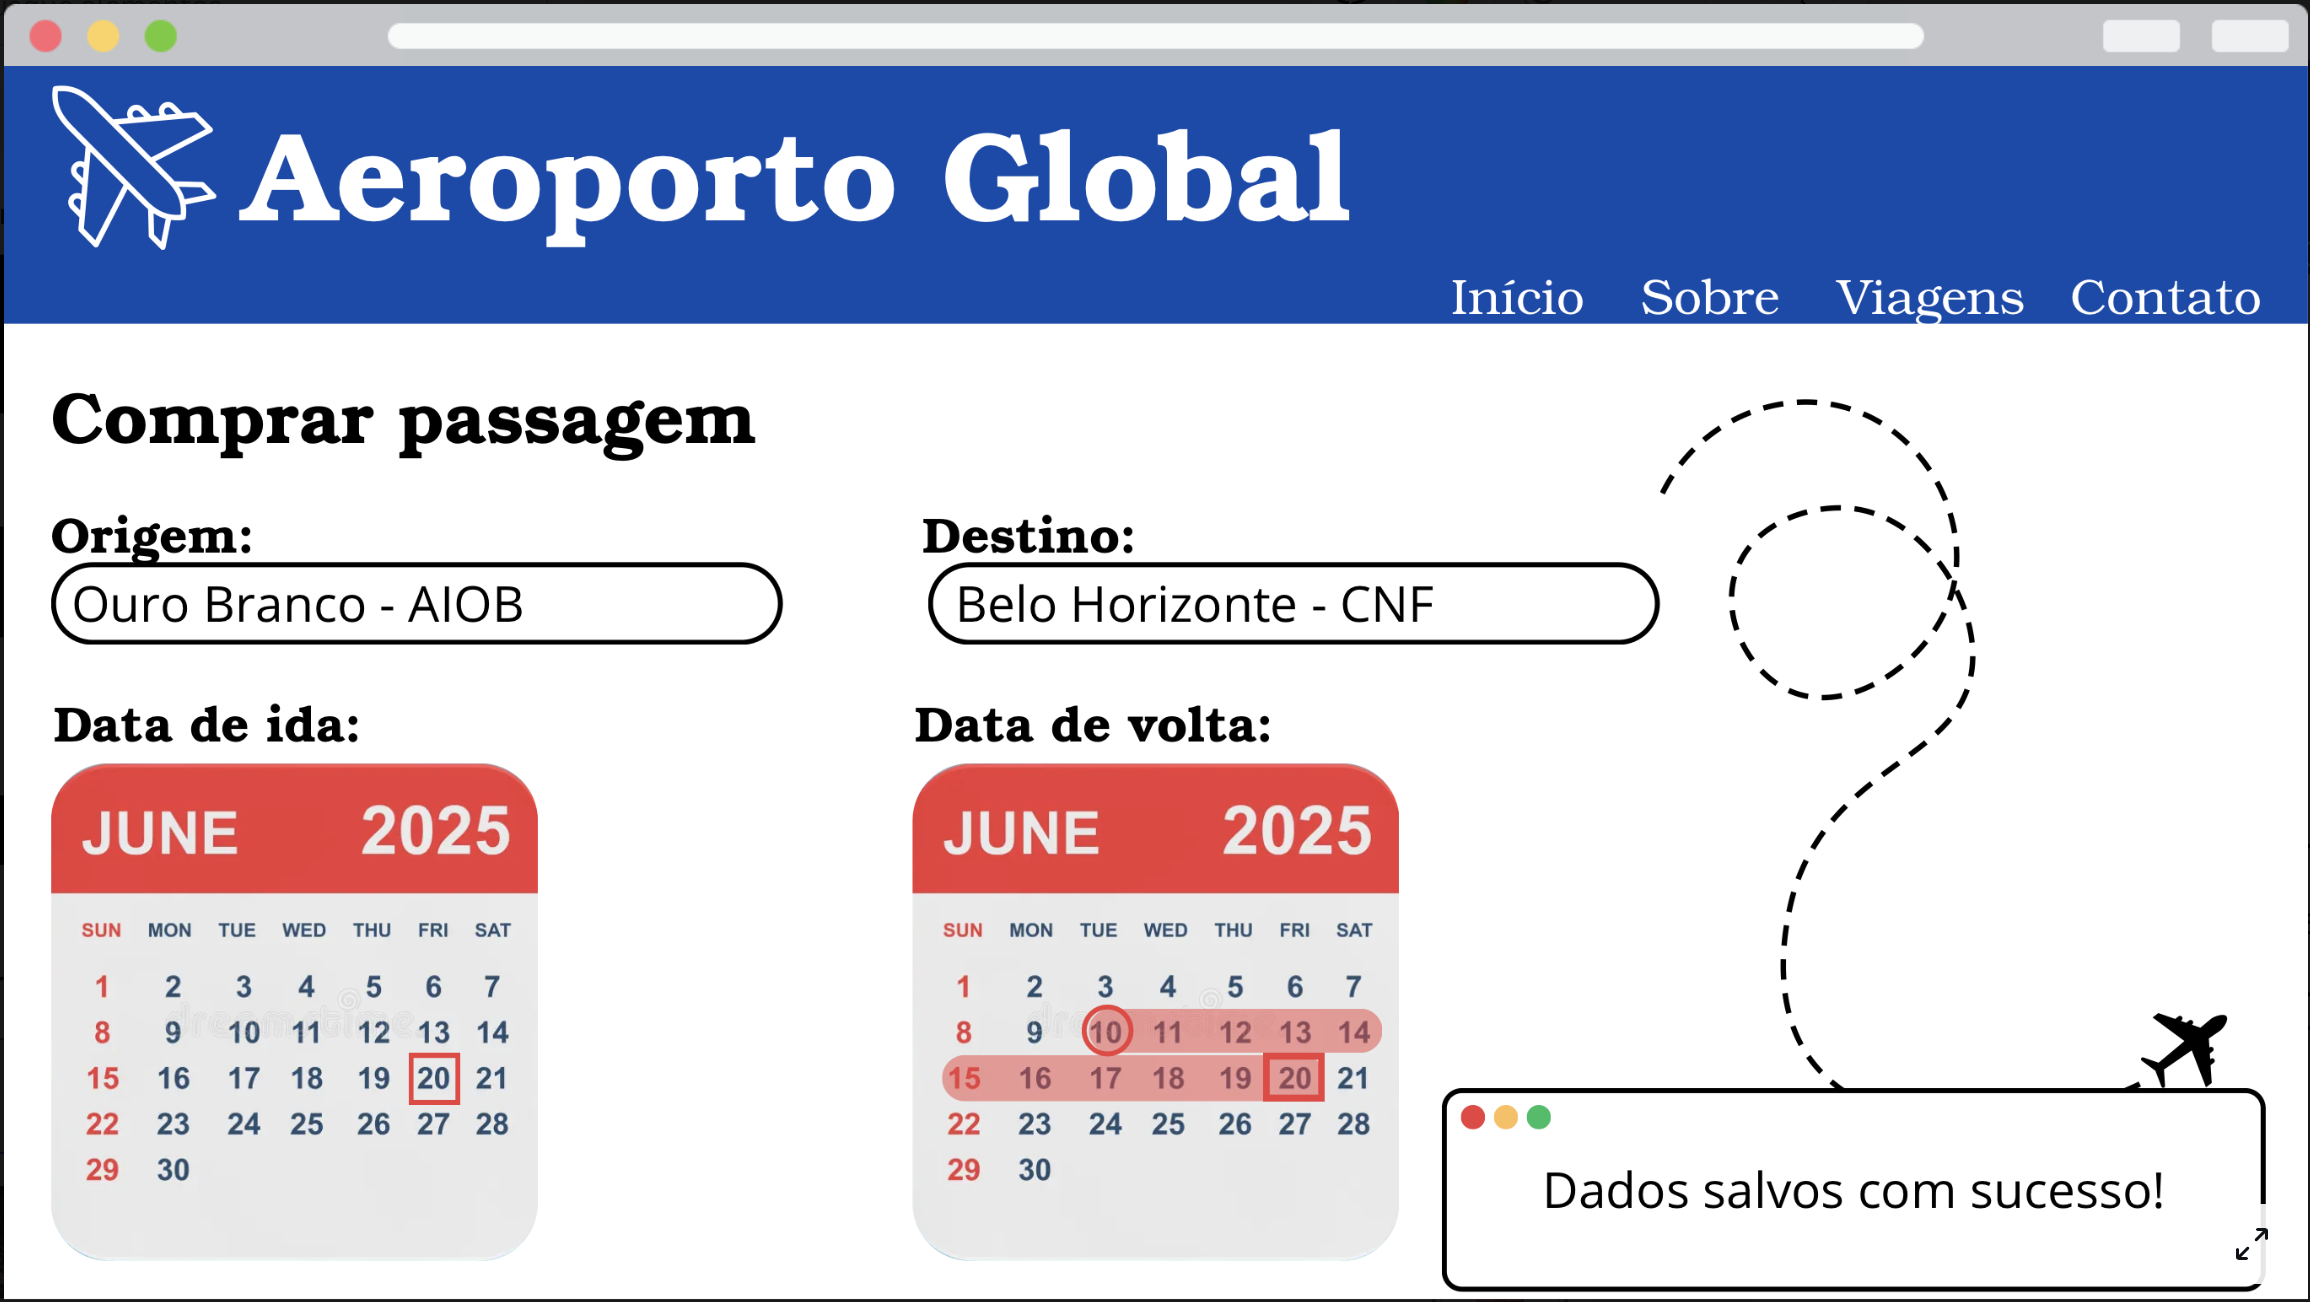 Aeroporto Global
Início Sobre Viagens Contato
Comprar passagem
Origem:
Ouro Branco - AIOB
Destino:
Belo Horizonte - CNF
Data de ida:
JUNE 2025
SUN MON TUE WED THU FRI SAT
1 2 3 4 5 6 7
8 9 10 11 12 13 14
15 16 17 18 19 20 21
22 23 24 25 26 27 28
29 30
Data de volta:
JUNE 2025
SUN MON TUE WED THU FRI SAT
1 2 3 4 5 6 7
8 9 10 11 12 13 14
15 16 17 18 19 20 21
22 23 24 25 26 27 28
29 30
Dados salvos com sucesso!